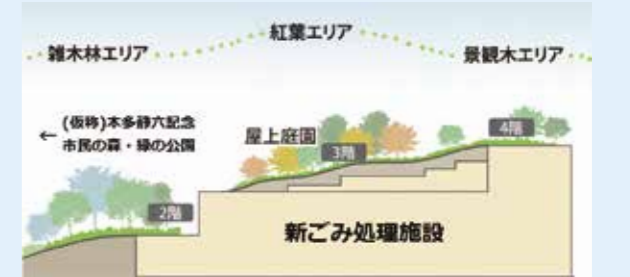 紅葉エリア
雑木林エリア
景観木エリア
← (仮称)本多静六記念
市民の森・緑の公園
屋上庭園
4階
3階
2階
新ごみ処理施設